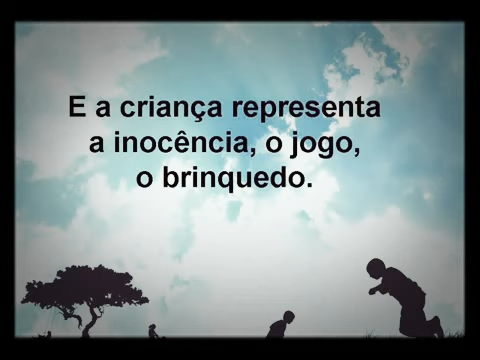 E a criança representa
a inocência, o jogo,
o brinquedo.